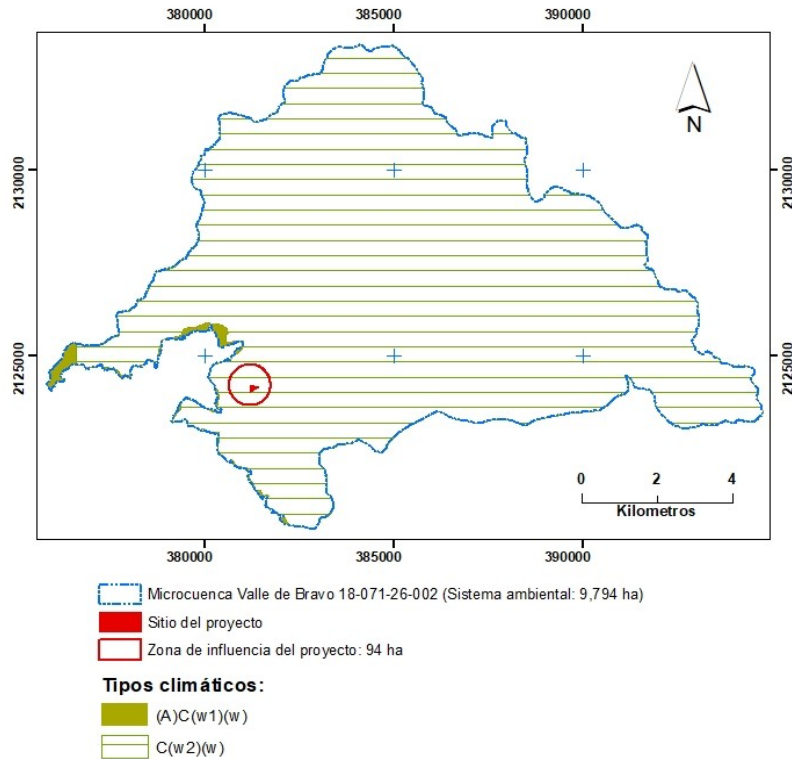 380000 385000 390000
N
2130000 2130000
2125000 2125000
0 2 4
Kilometros
380000 385000 390000
Microcuenca Valle de Bravo 18-071-26-002 (Sistema ambiental: 9,794 ha)
Sitio del proyecto
Zona de influencia del proyecto: 94 ha
Tipos climáticos:
(A)C(w1)(w)
C(w2)(w)